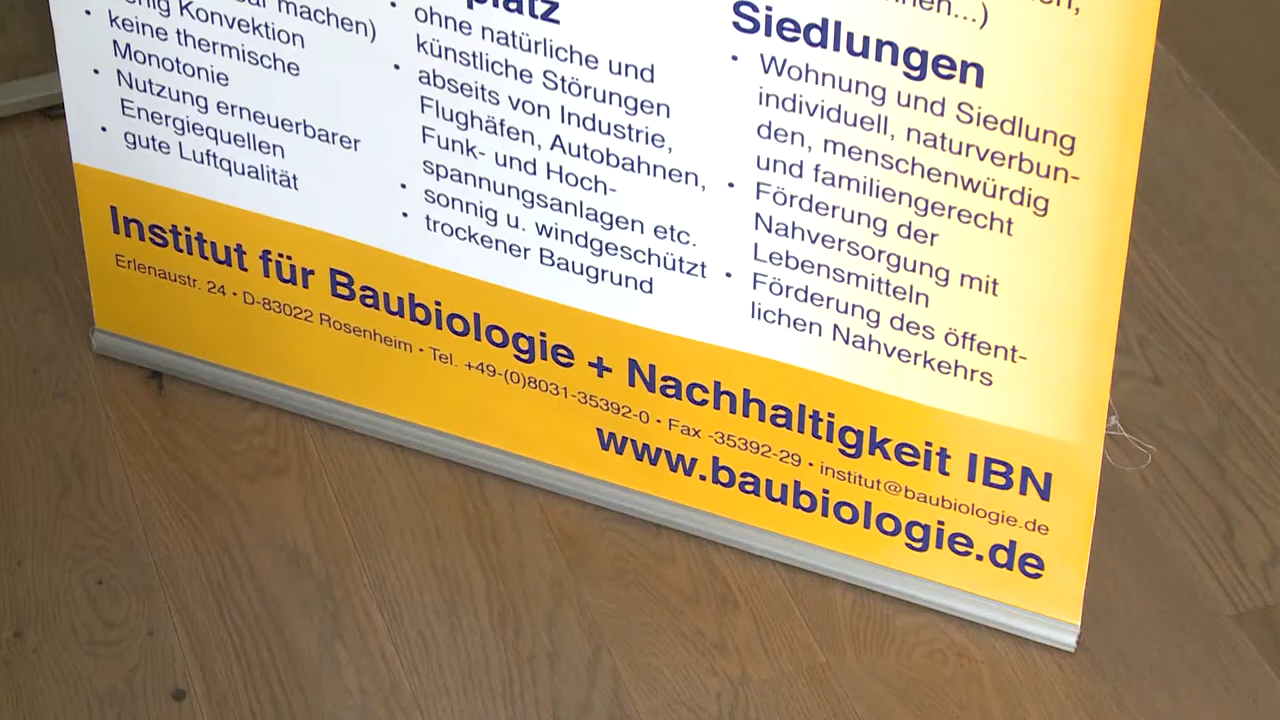 machen)
Konvektion
• keine thermische
Monotonie
• Nutzung erneuerbarer
Energiequellen
• gute Luftqualität
• ohne natürliche und
künstliche Störungen
• abseits von Industrie,
Flughäfen, Autobahnen,
Funk- und Hoch-
spannungsanlagen etc.
• sonnig u. windgeschützt
• trockener Baugrund
Siedlungen
• Wohnung und Siedlung
individuell, naturverbun-
den, menschenwürdig
und familiengerecht
• Förderung der
Nahversorgung mit
Lebensmitteln
• Förderung des öffent-
lichen Nahverkehrs
Institut für Baubiologie + Nachhaltigkeit IBN
Erlenaustr. 24 • D-83022 Rosenheim • Tel. +49-(0)8031-35392-0 • Fax -35392-29 • institut@baubiologie.de
www.baubiologie.de